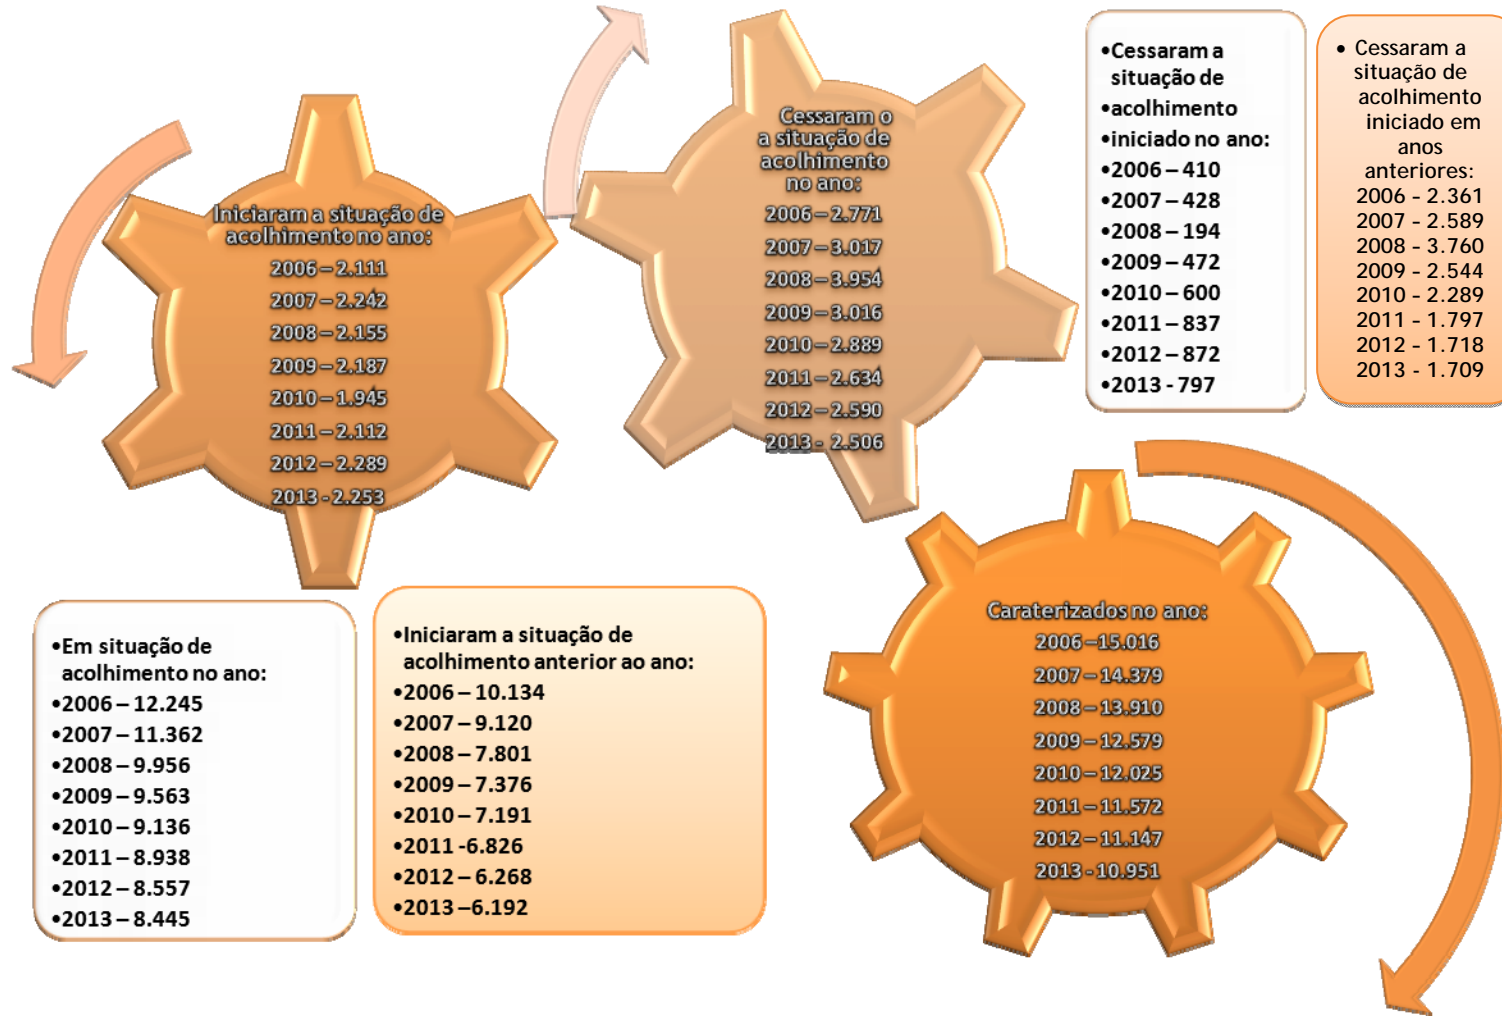 Iniciaram a situação de
acolhimento no ano:
2006 – 2.111
2007 – 2.242
2008 – 2.155
2009 – 2.187
2010 – 1.945
2011 – 2.112
2012 – 2.289
2013 - 2.253
Cessaram o
a situação de
acolhimento
no ano:
2006 – 2.771
2007 – 3.017
2008 – 3.954
2009 – 3.016
2010 – 2.889
2011 – 2.634
2012 – 2.590
2013 - 2.506
•Cessaram a
situação de
•acolhimento
•iniciado no ano:
•2006 – 410
•2007 – 428
•2008 – 194
•2009 – 472
•2010 – 600
•2011 – 837
•2012 – 872
•2013 - 797
• Cessaram a
situação de
acolhimento
iniciado em
anos
anteriores:
2006 - 2.361
2007 - 2.589
2008 - 3.760
2009 - 2.544
2010 - 2.289
2011 - 1.797
2012 - 1.718
2013 - 1.709
•Em situação de
acolhimento no ano:
•2006 – 12.245
•2007 – 11.362
•2008 – 9.956
•2009 – 9.563
•2010 – 9.136
•2011 – 8.938
•2012 – 8.557
•2013 – 8.445
•Iniciaram a situação de
acolhimento anterior ao ano:
•2006 – 10.134
•2007 – 9.120
•2008 – 7.801
•2009 – 7.376
•2010 – 7.191
•2011 -6.826
•2012 – 6.268
•2013 –6.192
Caraterizados no ano:
2006 – 15.016
2007 – 14.379
2008 – 13.910
2009 – 12.579
2010 – 12.025
2011 – 11.572
2012 – 11.147
2013 - 10.951